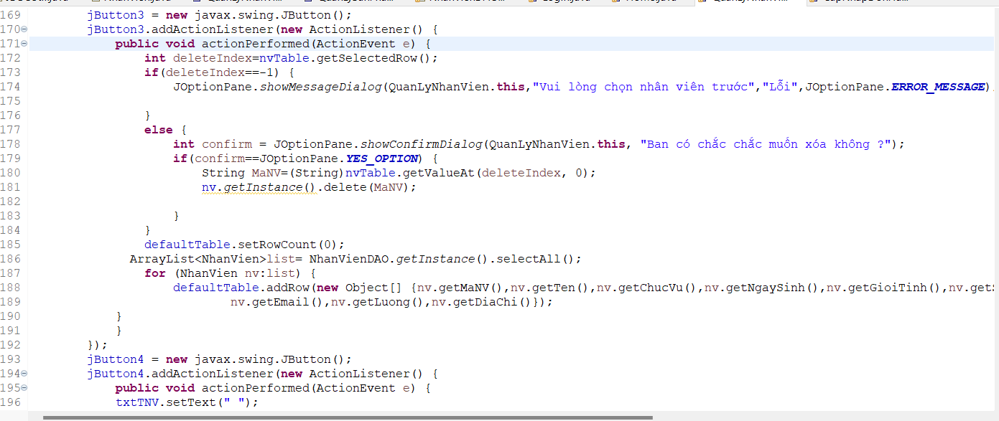 169 jButton3 = new javax.swing.JButton();
170 jButton3.addActionListener(new ActionListener() {
171 public void actionPerformed(ActionEvent e) {
172 int deleteIndex=nvTable.getSelectedRow();
173 if(deleteIndex==-1) {
174 JOptionPane.showMessageDialog(QuanLyNhanVien.this,"Vui lòng chọn nhân viên trước","Lỗi",JOptionPane.ERROR_MESSAGE)
175
176 }
177 else {
178 int confirm = JOptionPane.showConfirmDialog(QuanLyNhanVien.this, "Ban có chắc chắc muốn xóa không ?");
179 if(confirm==JOptionPane.YES_OPTION) {
180 String MaNV=(String)nvTable.getValueAt(deleteIndex, 0);
181 nv.getInstance().delete(MaNV);
182
183 }
184 }
185 defaultTable.setRowCount(0);
186 ArrayList<NhanVien>list= NhanVienDAO.getInstance().selectAll();
187 for (NhanVien nv:list) {
188 defaultTable.addRow(new Object[] {nv.getMaNV(),nv.getTen(),nv.getChucVu(),nv.getNgaySinh(),nv.getGioiTinh(),nv.get
189 nv.getEmail(),nv.getLuong(),nv.getDiaChi()});
190 }
191 }
192 });
193 jButton4 = new javax.swing.JButton();
194 jButton4.addActionListener(new ActionListener() {
195 public void actionPerformed(ActionEvent e) {
196 txtTNV.setText(" ");